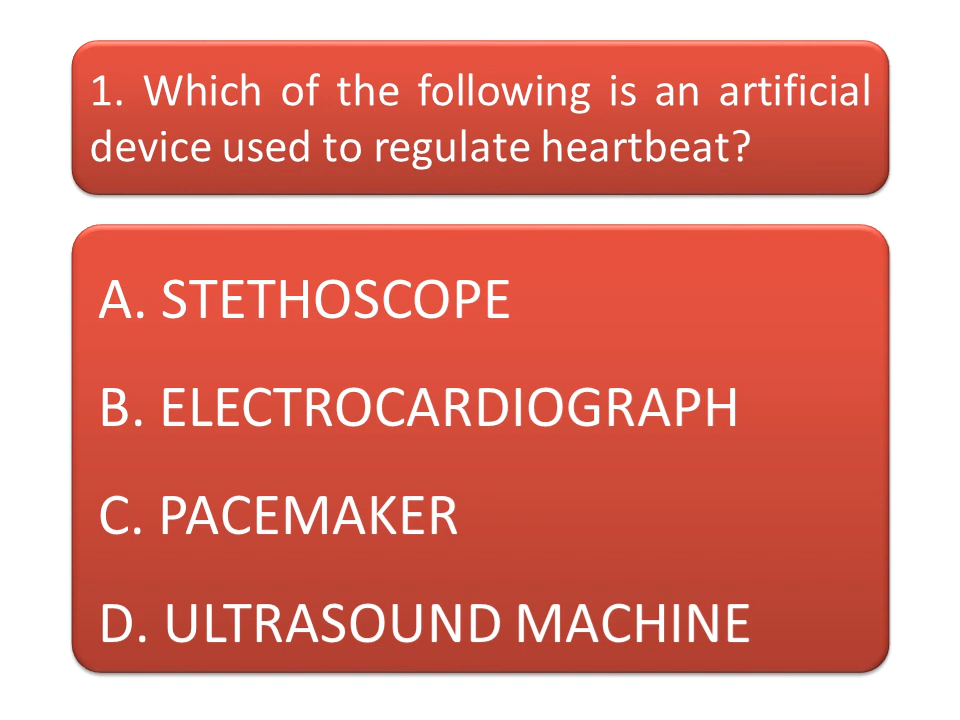 1. Which of the following is an artificial
device used to regulate heartbeat?
A. STETHOSCOPE
B. ELECTROCARDIOGRAPH
C. PACEMAKER
D. ULTRASOUND MACHINE